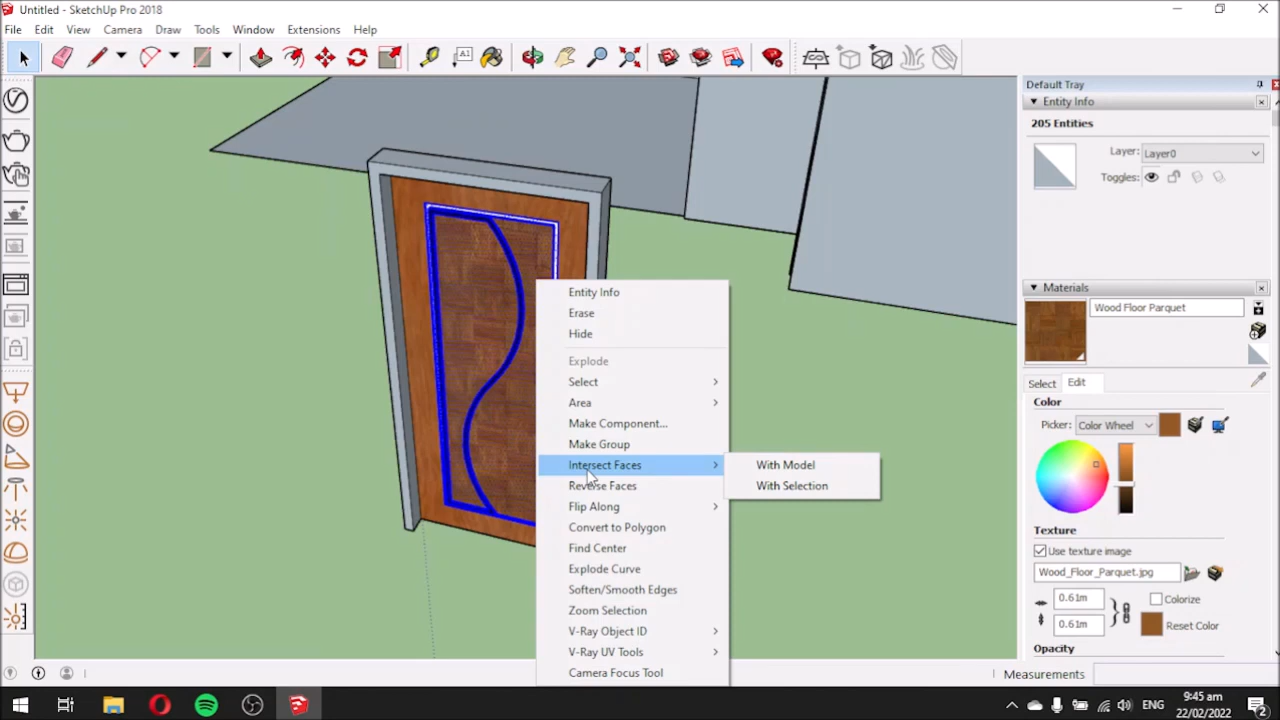 Untitled - SketchUp Pro 2018
File Edit View Camera Draw Tools Window Extensions Help
A1
Default Tray
Entity Info
205 Entities
Layer: Layer0
Toggles:
Materials
Wood Floor Parquet
Select Edit
Color
Picker: Color Wheel
Texture
Use texture image
Wood_Floor_Parquet.jpg
0.61m Colorize
0.61m Reset Color
Opacity
Entity Info
Erase
Hide
Explode
Select
Area
Make Component...
Make Group
Intersect Faces
Reverse Faces
Flip Along
Convert to Polygon
Find Center
Explode Curve
Soften/Smooth Edges
Zoom Selection
V-Ray Object ID
V-Ray UV Tools
Camera Focus Tool
With Model
With Selection
Measurements
ENG
9:45 am
22/02/2022
2